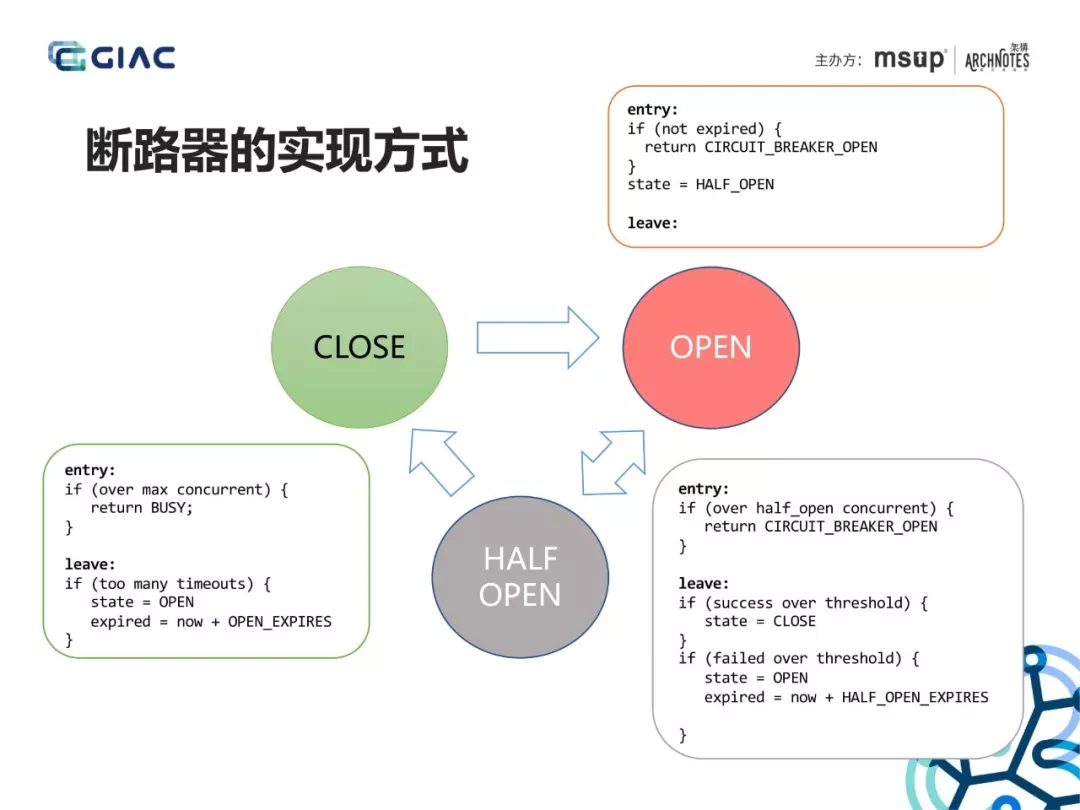 GIAC
主办方：
msup
架構
ARCHNOTES
断路器的实现方式
entry:
if (not expired) {
  return CIRCUIT_BREAKER_OPEN
}
state = HALF_OPEN
leave:
CLOSE
OPEN
entry:
if (over max concurrent) {
   return BUSY;
}
leave:
if (too many timeouts) {
   state = OPEN
   expired = now + OPEN_EXPIRES
}
HALF
OPEN
entry:
if (over half_open concurrent) {
   return CIRCUIT_BREAKER_OPEN
}
leave:
if (success over threshold) {
   state = CLOSE
}
if (failed over threshold) {
   state = OPEN
   expired = now + HALF_OPEN_EXPIRES
}